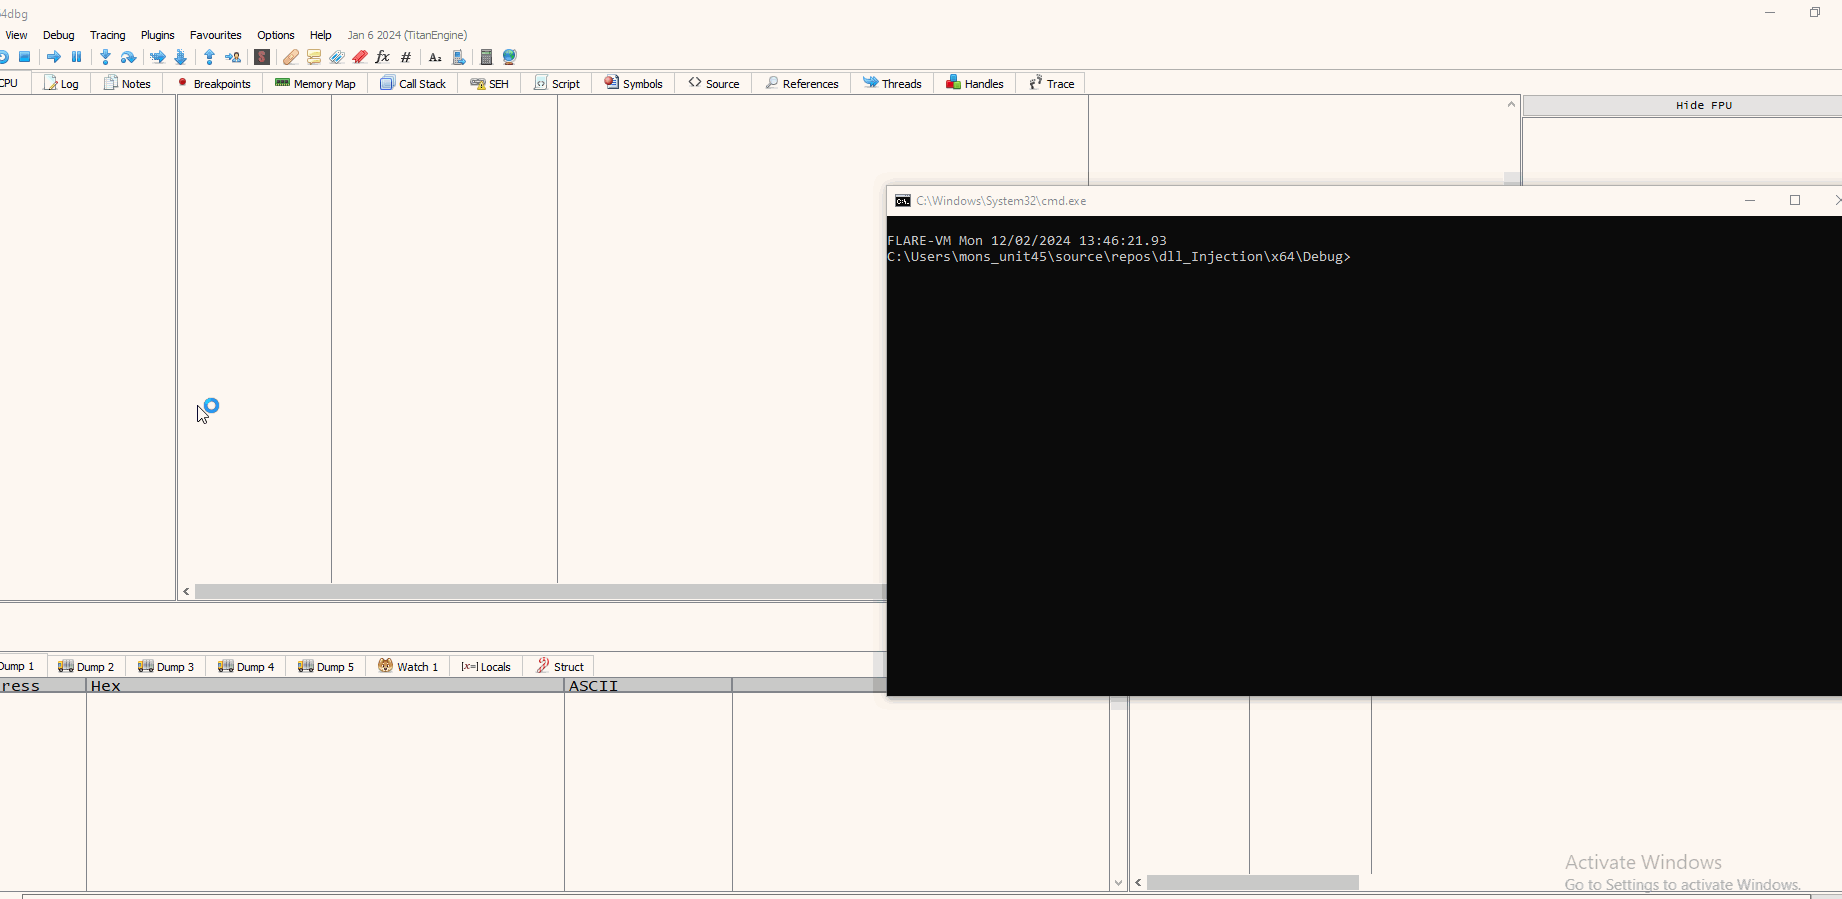 64dbg
View Debug Tracing Plugins Favourites Options Help Jan 6 2024 (TitanEngine)
CPU Log Notes Breakpoints Memory Map Call Stack SEH Script Symbols Source References Threads Handles Trace
Hide FPU
C:\Windows\System32\cmd.exe
FLARE-VM Mon 12/02/2024 13:46:21.93
C:\Users\mons_unit45\source\repos\dll_Injection\x64\Debug>
Dump 1 Dump 2 Dump 3 Dump 4 Dump 5 Watch 1 [x=] Locals Struct
ress Hex ASCII
Activate Windows
Go to Settings to activate Windows.